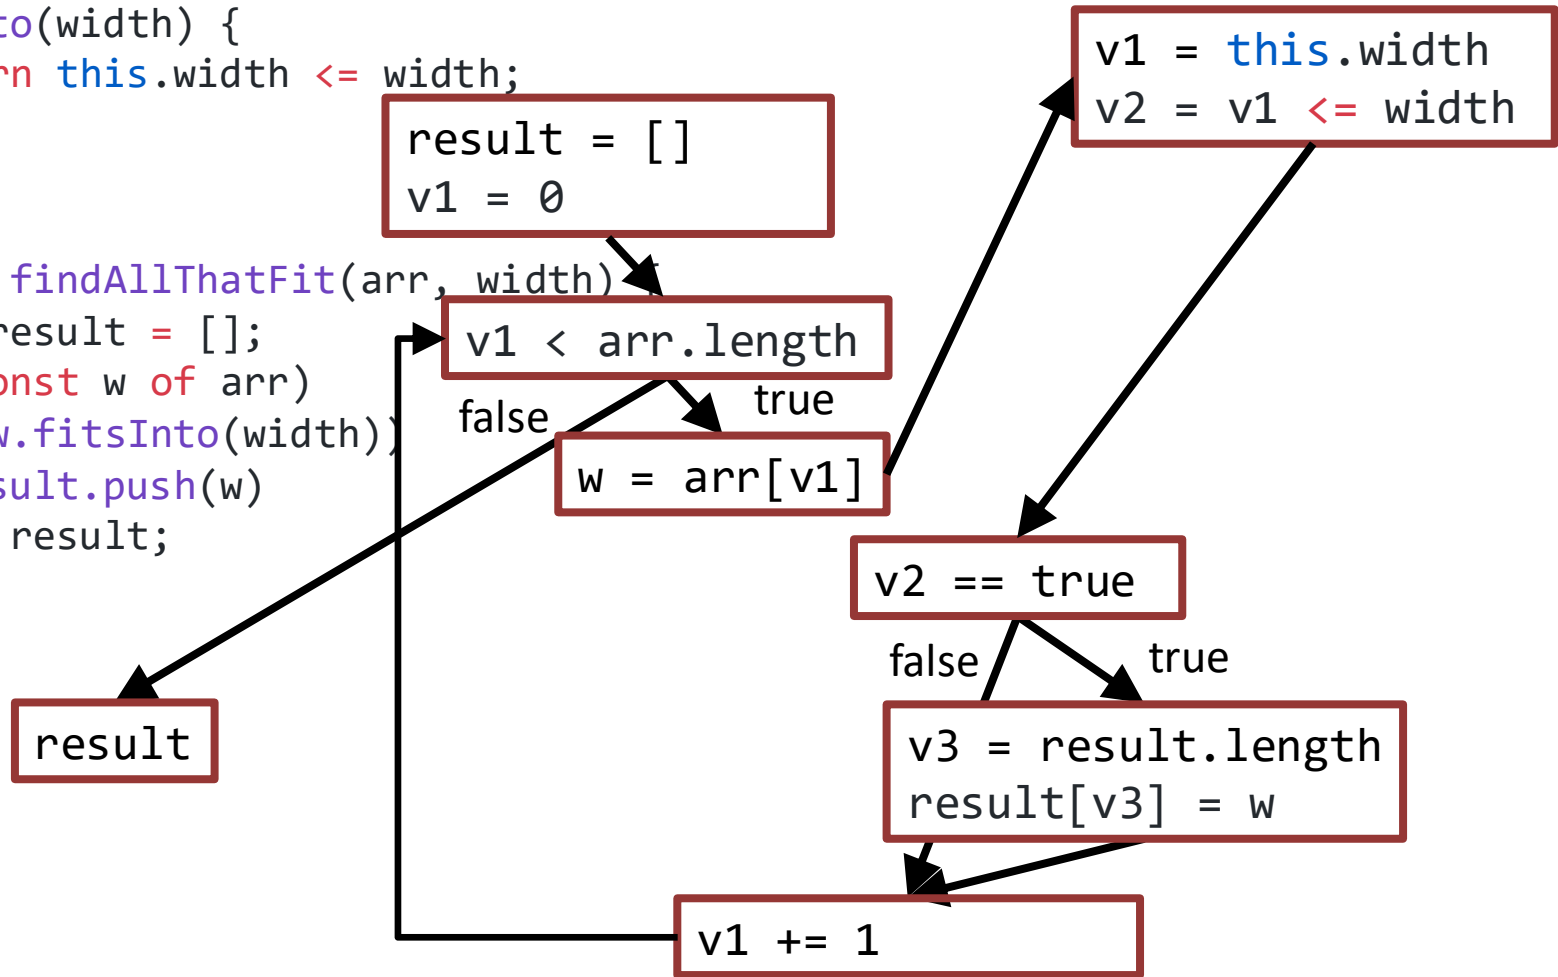 to(width) {
rn this.width <= width;
findAllThatFit(arr, width) {
result = [];
onst w of arr)
w.fitsInto(width))
sult.push(w)
result;
result = []
v1 = 0
v1 < arr.length
false
true
w = arr[v1]
result
v1 = this.width
v2 = v1 <= width
v2 == true
false
true
v3 = result.length
result[v3] = w
v1 += 1